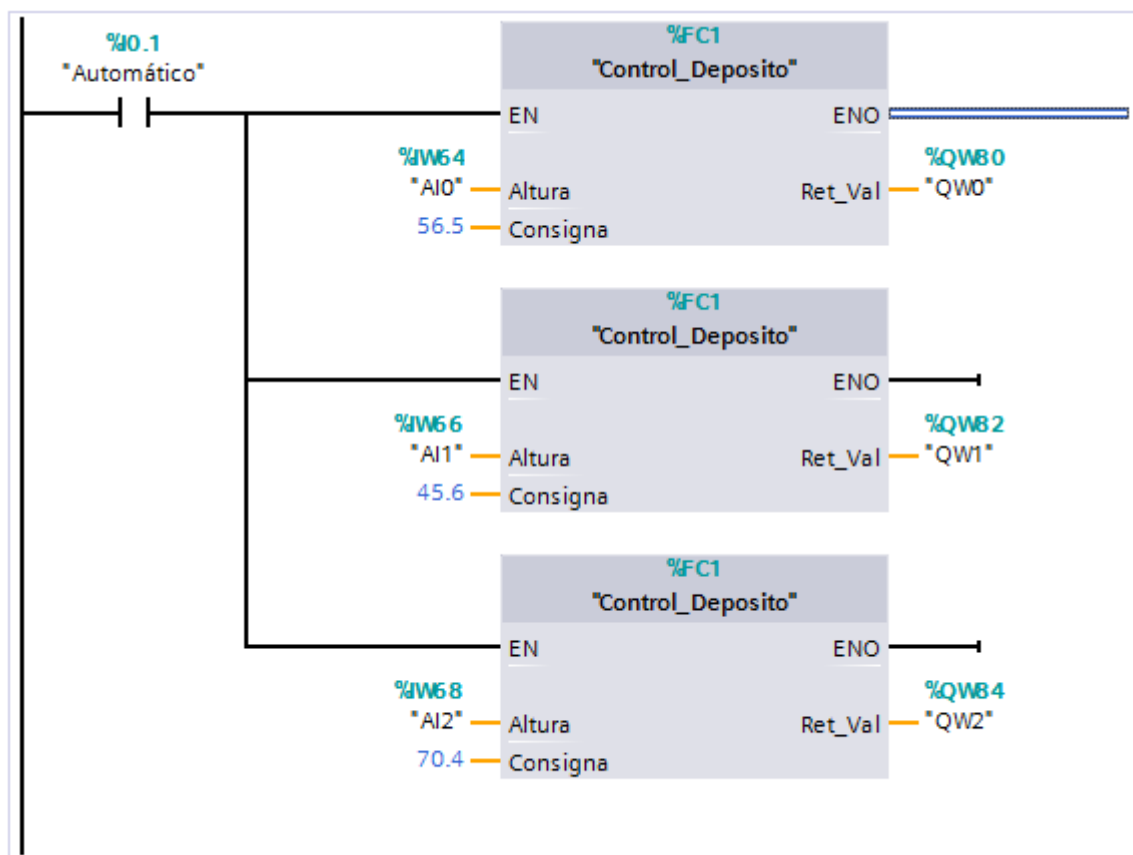 %I0.1
"Automático"
%FC1
"Control_Deposito"
EN
ENO
%IW64
"AI0"
Altura
56.5
Consigna
Ret_Val
%QW80
"QW0"
%FC1
"Control_Deposito"
EN
ENO
%IW66
"AI1"
Altura
45.6
Consigna
Ret_Val
%QW82
"QW1"
%FC1
"Control_Deposito"
EN
ENO
%IW68
"AI2"
Altura
70.4
Consigna
Ret_Val
%QW84
"QW2"